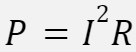 P = I²R